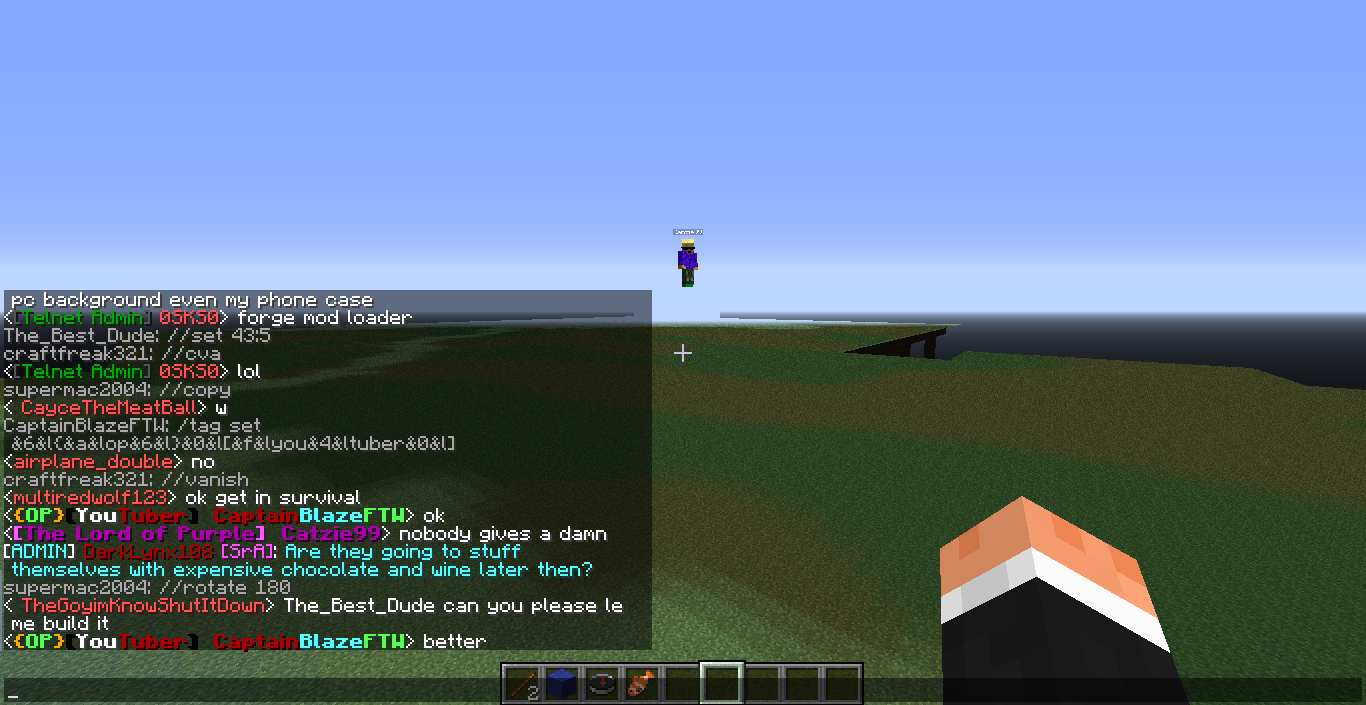 Catzie99
pc background even my phone case
<[Telnet Admin] OSK50> forge mod loader
The_Best_Dude: //set 43:5
craftfreak321: //cva
<[Telnet Admin] OSK50> lol
supermac2004: //copy
< CayceTheMeatBall> w
CaptainBlazeFTW: /tag set
&6&l{&a&lop&6&l}&0&l[&f&lyou&4&ltuber&0&l]
<airplane_double> no
craftfreak321: //vanish
<multiredwolf123> ok get in survival
<{OP}[YouTuber] CaptainBlazeFTW> ok
<[The Lord of Purple] Catzie99> nobody gives a damn
[ADMIN] DarkLynx108 [SrA]: Are they going to stuff
themselves with expensive chocolate and wine later then?
supermac2004: //rotate 180
< TheGoyimKnowShutItDown> The_Best_Dude can you please le
me build it
<{OP}[YouTuber] CaptainBlazeFTW> better
2
_